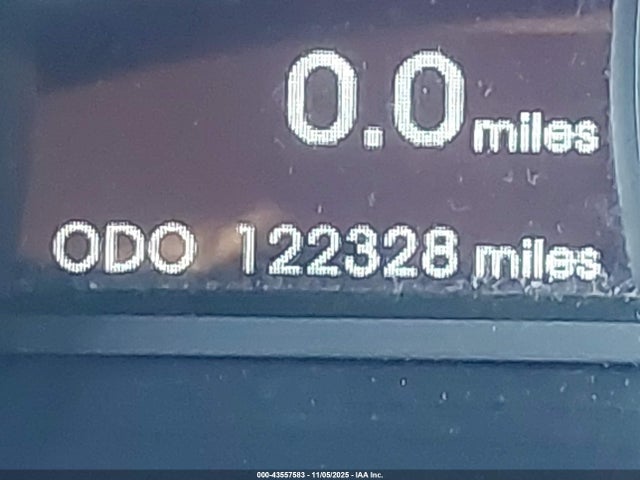 0.0 miles
ODO 122328 miles
000-43557583 - 11/05/2025 - IAA Inc.